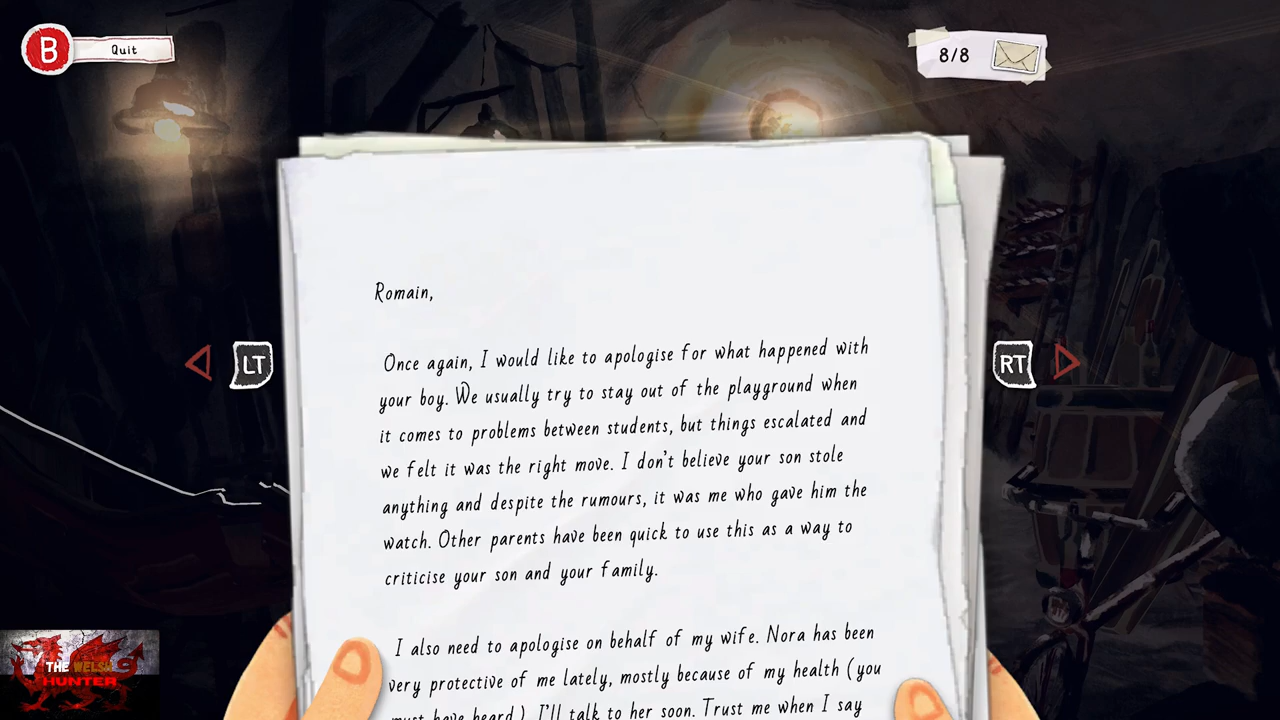 B Quit
8/8
Romain,
Once again, I would like to apologise for what happened with
your boy. We usually try to stay out of the playground when
it comes to problems between students, but things escalated and
we felt it was the right move. I don't believe your son stole
anything and despite the rumours, it was me who gave him the
watch. Other parents have been quick to use this as a way to
criticise your son and your family.
LT
RT
I also need to apologise on behalf of my wife. Nora has been
very protective of me lately, mostly because of my health (you
must have heard). I'll talk to her soon. Trust me when I say
THE WELSH
HUNTER